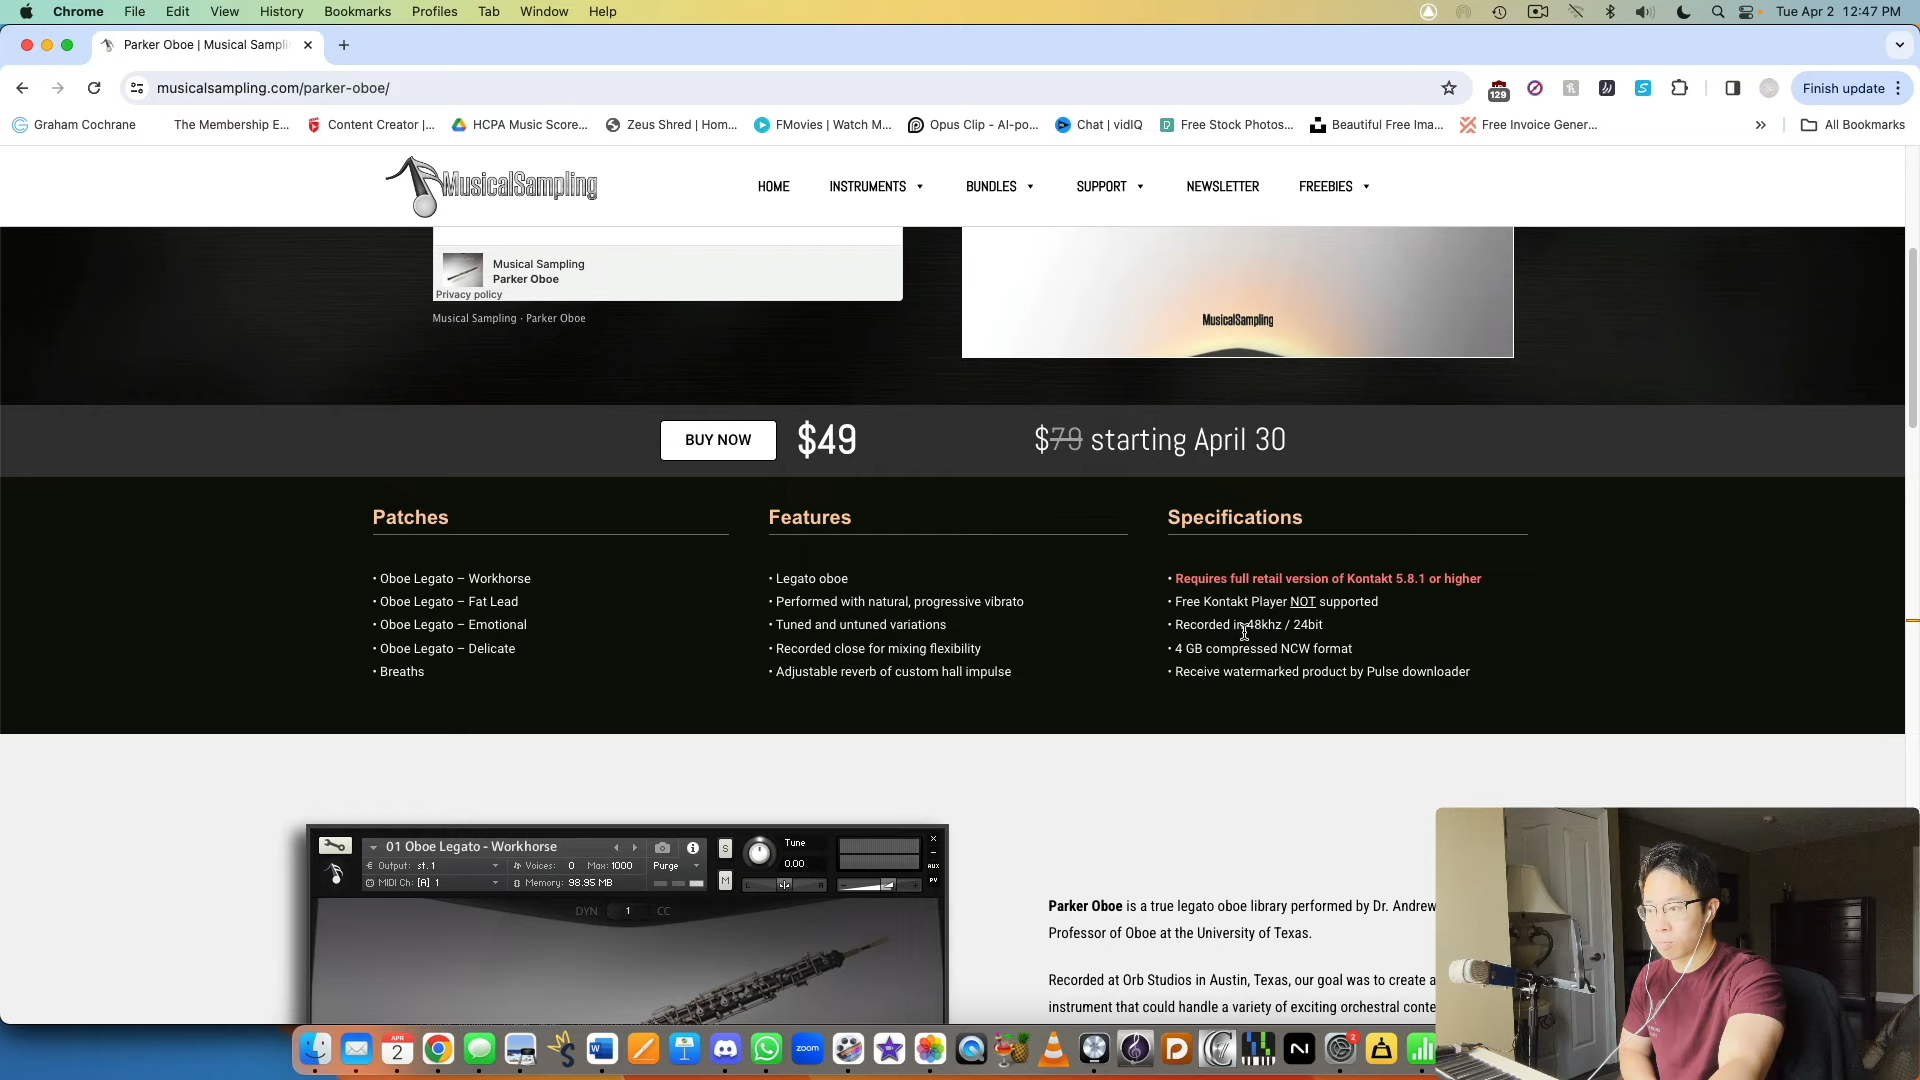 Chrome File Edit View History Bookmarks Profiles Tab Window Help Tue Apr 2 12:47 PM
Parker Oboe | Musical Sampli
musicalsampling.com/parker-oboe/ 129 Finish update
Graham Cochrane The Membership E... Content Creator |... HCPA Music Score... Zeus Shred | Hom... FMovies | Watch M... Opus Clip - AI-po... Chat | vidIQ Free Stock Photos... Beautiful Free Ima... Free Invoice Gener... » All Bookmarks
MusicalSampling HOME INSTRUMENTS BUNDLES SUPPORT NEWSLETTER FREEBIES
Musical Sampling
Parker Oboe
Privacy policy
Musical Sampling · Parker Oboe
MusicalSampling
BUY NOW $49 $79 starting April 30
Patches
• Oboe Legato – Workhorse
• Oboe Legato – Fat Lead
• Oboe Legato – Emotional
• Oboe Legato – Delicate
• Breaths
Features
• Legato oboe
• Performed with natural, progressive vibrato
• Tuned and untuned variations
• Recorded close for mixing flexibility
• Adjustable reverb of custom hall impulse
Specifications
• Requires full retail version of Kontakt 5.8.1 or higher
• Free Kontakt Player NOT supported
• Recorded in 48khz / 24bit
• 4 GB compressed NCW format
• Receive watermarked product by Pulse downloader
01 Oboe Legato - Workhorse
Output: st. 1 Voices: 0 Max: 1000 Purge
MIDI Ch: [A] 1 Memory: 98.95 MB
S
M
Tune
0.00
L R
AUX
PV
DYN 1 CC
Parker Oboe is a true legato oboe library performed by Dr. Andrew
Professor of Oboe at the University of Texas.
Recorded at Orb Studios in Austin, Texas, our goal was to create a
instrument that could handle a variety of exciting orchestral conte
APR
2
zoom
2